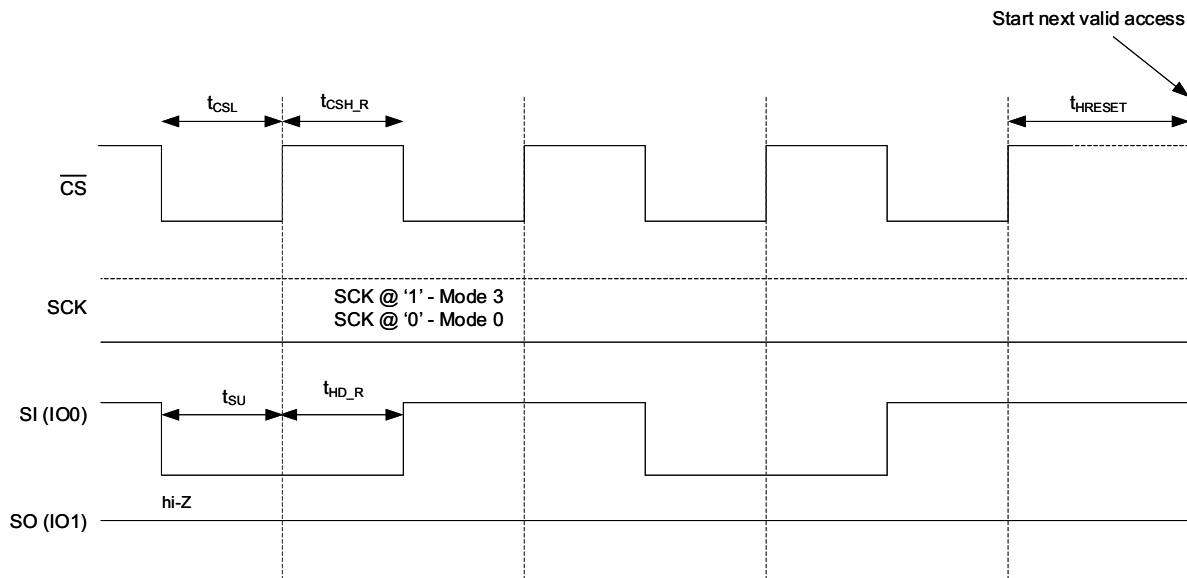 Start next valid access
tCSL
tCSH_R
tHRESET
CS
SCK
SCK @ ‘1’ - Mode 3
SCK @ ‘0’ - Mode 0
tSU
tHD_R
SI (IO0)
hi-Z
SO (IO1)